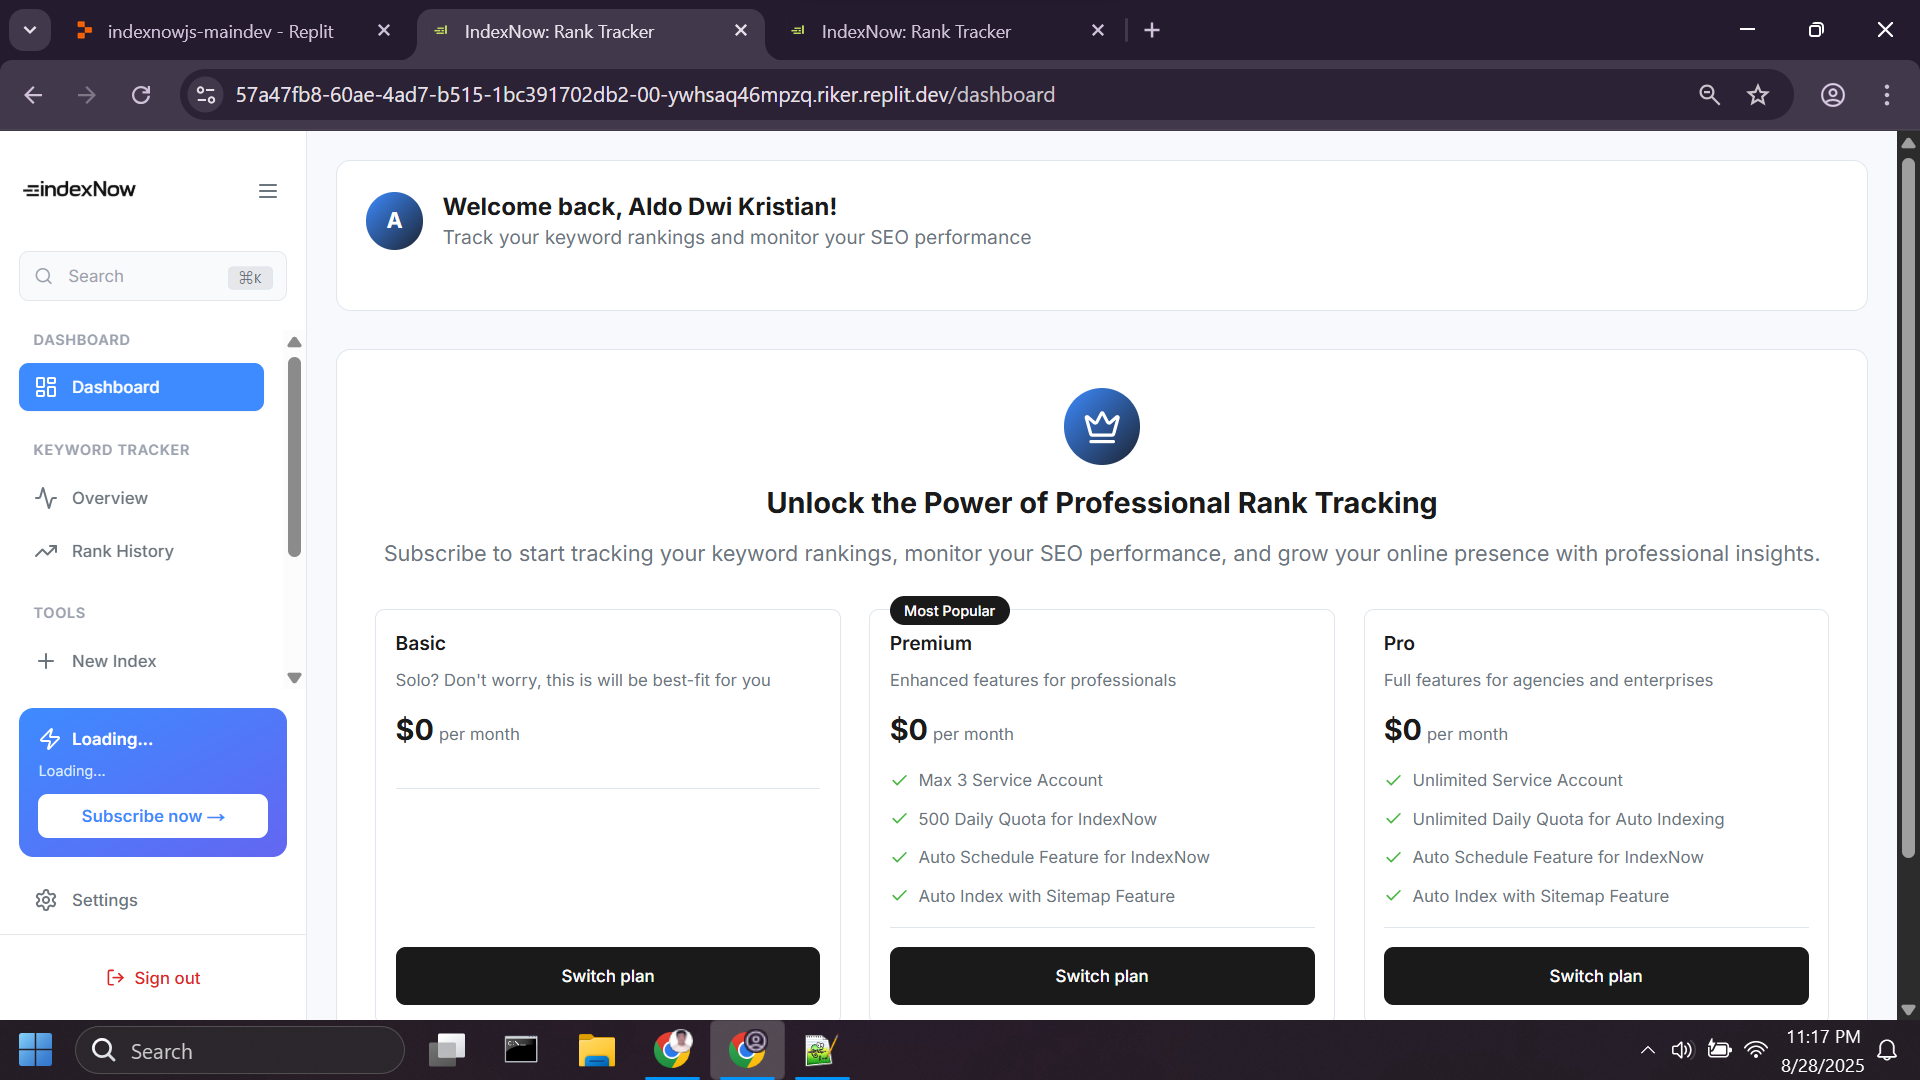 indexnowjs-maindev - Replit
IndexNow: Rank Tracker
IndexNow: Rank Tracker
57a47fb8-60ae-4ad7-b515-1bc391702db2-00-ywhsaq46mpzq.riker.replit.dev/dashboard
indexNow
Search
⌘K
DASHBOARD
Dashboard
KEYWORD TRACKER
Overview
Rank History
TOOLS
New Index
Loading...
Loading...
Subscribe now →
Settings
Sign out
A
Welcome back, Aldo Dwi Kristian!
Track your keyword rankings and monitor your SEO performance
Unlock the Power of Professional Rank Tracking
Subscribe to start tracking your keyword rankings, monitor your SEO performance, and grow your online presence with professional insights.
Basic
Solo? Don't worry, this is will be best-fit for you
$0 per month
Switch plan
Most Popular
Premium
Enhanced features for professionals
$0 per month
Max 3 Service Account
500 Daily Quota for IndexNow
Auto Schedule Feature for IndexNow
Auto Index with Sitemap Feature
Switch plan
Pro
Full features for agencies and enterprises
$0 per month
Unlimited Service Account
Unlimited Daily Quota for Auto Indexing
Auto Schedule Feature for IndexNow
Auto Index with Sitemap Feature
Switch plan
Search
11:17 PM
8/28/2025